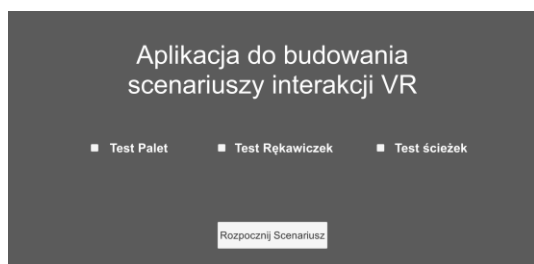 Aplikacja do budowania
scenariuszy interakcji VR
Test Palet Test Rękawiczek Test ścieżek
Rozpocznij Scenariusz